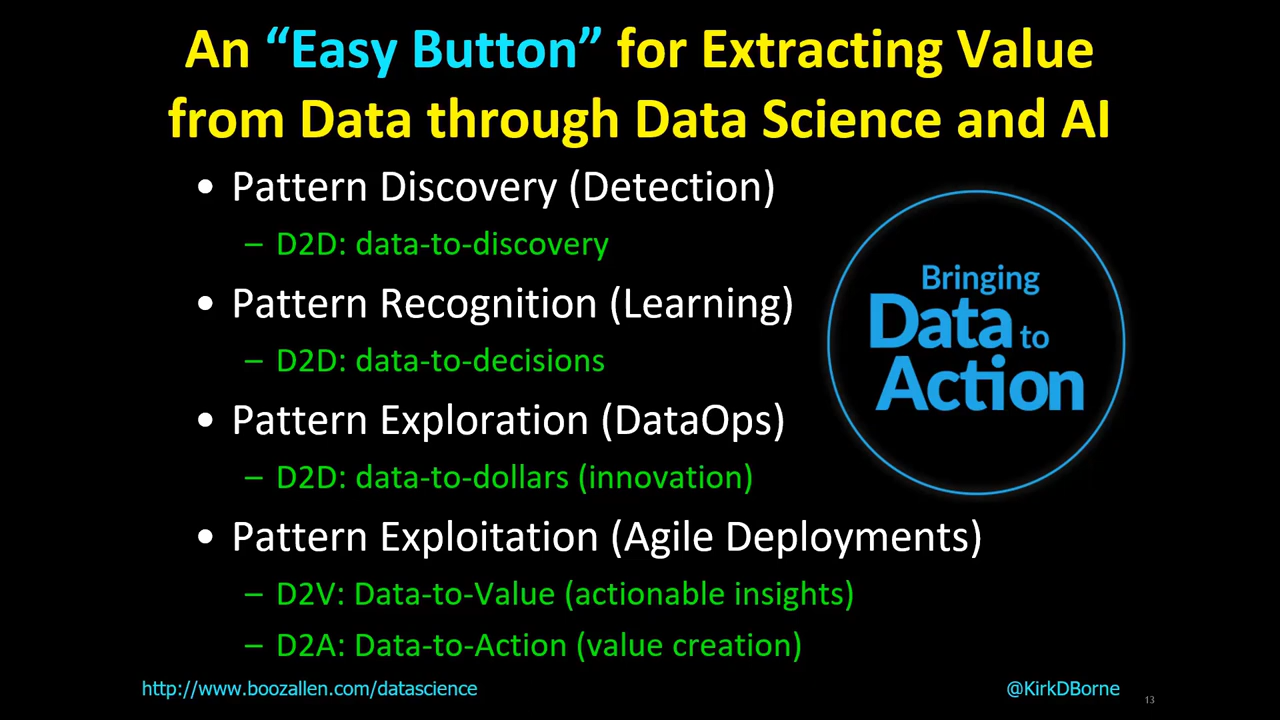 An “Easy Button” for Extracting Value
from Data through Data Science and AI
• Pattern Discovery (Detection)
– D2D: data-to-discovery
• Pattern Recognition (Learning)
– D2D: data-to-decisions
• Pattern Exploration (DataOps)
– D2D: data-to-dollars (innovation)
• Pattern Exploitation (Agile Deployments)
– D2V: Data-to-Value (actionable insights)
– D2A: Data-to-Action (value creation)
Bringing
Data to
Action
http://www.boozallen.com/datascience
@KirkDBorne
13